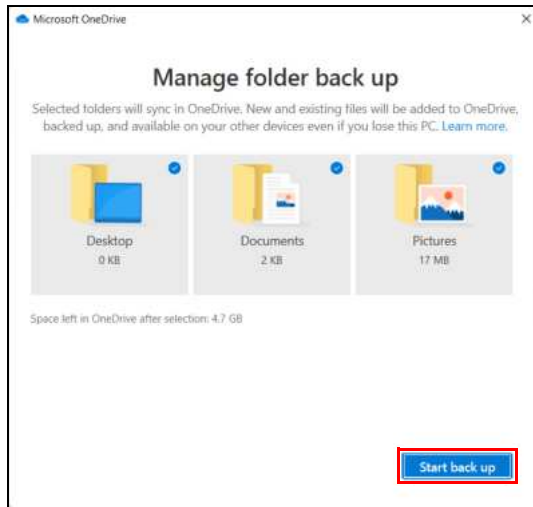 Microsoft OneDrive
Manage folder back up
Selected folders will sync in OneDrive. New and existing files will be added to OneDrive,
backed up, and available on your other devices even if you lose this PC. Learn more.
Desktop
0 KB
Documents
2 KB
Pictures
17 MB
Space left in OneDrive after selection: 4.7 GB
Start back up